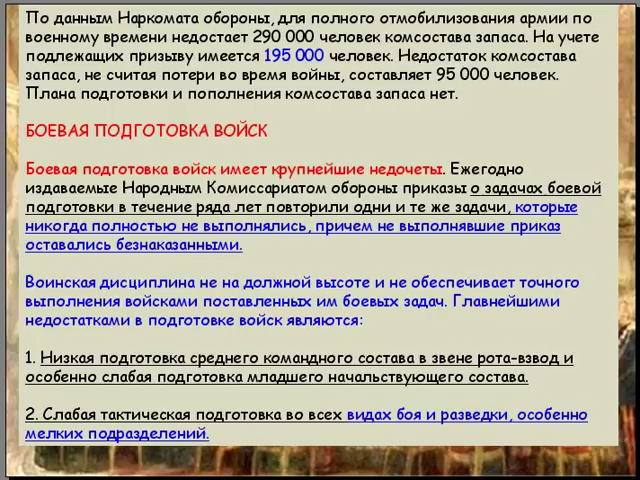 По данным Наркомата обороны, для полного отмобилизования армии по
военному времени недостает 290 000 человек комсостава запаса. На учете
подлежащих призыву имеется 195 000 человек. Недостаток комсостава
запаса, не считая потери во время войны, составляет 95 000 человек.
Плана подготовки и пополнения комсостава запаса нет.
БОЕВАЯ ПОДГОТОВКА ВОЙСК
Боевая подготовка войск имеет крупнейшие недочеты. Ежегодно
издаваемые Народным Комиссариатом обороны приказы о задачах боевой
подготовки в течение ряда лет повторили одни и те же задачи, которые
никогда полностью не выполнялись, причем не выполнявшие приказ
оставались безнаказанными.
Воинская дисциплина не на должной высоте и не обеспечивает точного
выполнения войсками поставленных им боевых задач. Главнейшими
недостатками в подготовке войск являются:
1. Низкая подготовка среднего командного состава в звене рота-взвод и
особенно слабая подготовка младшего начальствующего состава.
2. Слабая тактическая подготовка во всех видах боя и разведки, особенно
мелких подразделений.